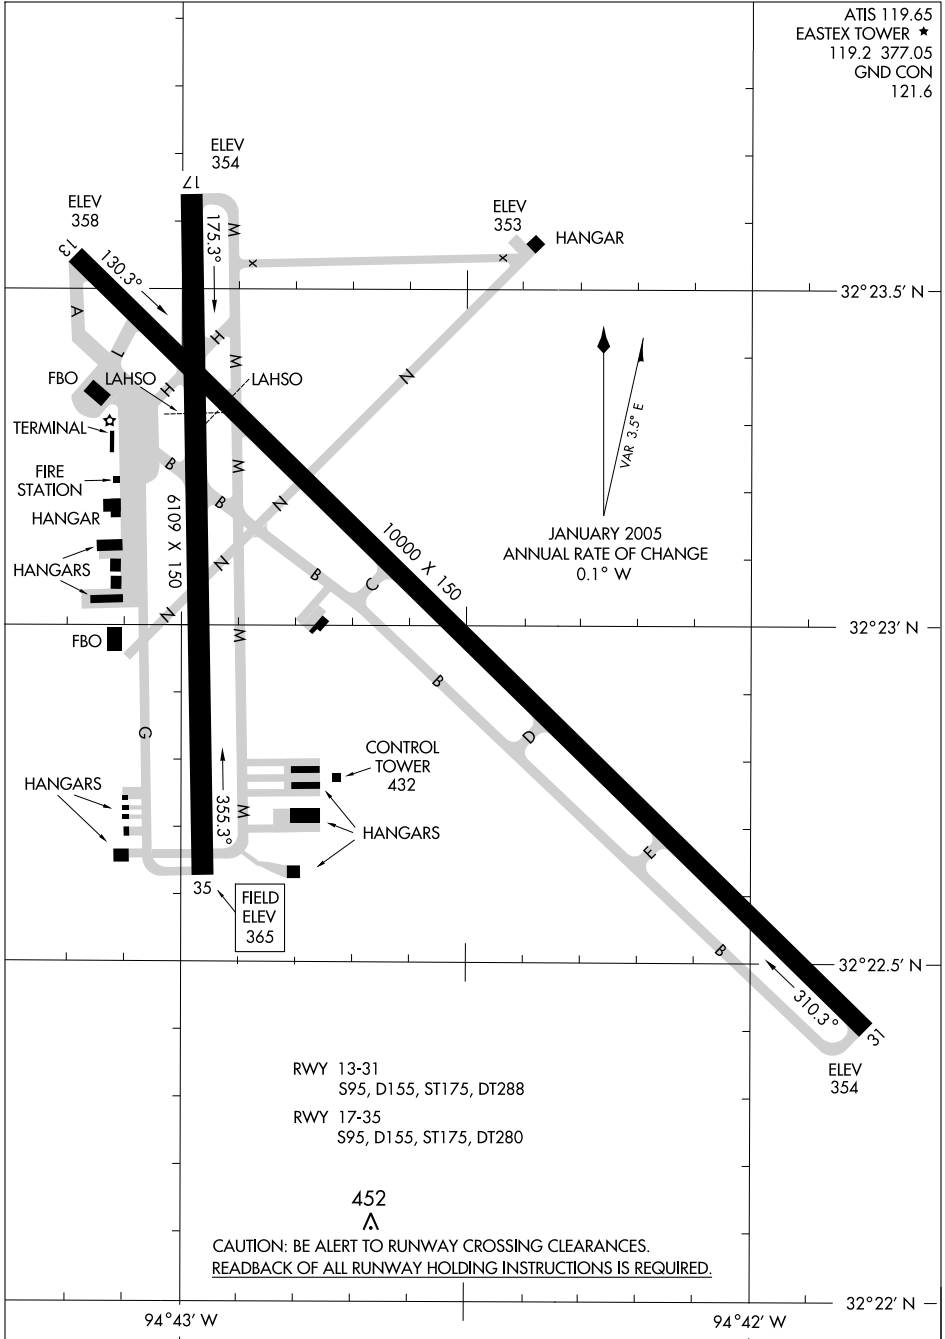 ATIS 119.65
EASTEX TOWER ★
119.2 377.05
GND CON
121.6
ELEV
354
17
ELEV
358
13
130.3°
175.3°
M
ELEV
353
HANGAR
x
x
32°23.5' N
A
L
H
H
M
N
FBO
LAHSO
LAHSO
TERMINAL
VAR 3.5° E
B
M
FIRE
STATION
B
N
HANGAR
6109 X 150
10000 X 150
JANUARY 2005
ANNUAL RATE OF CHANGE
0.1° W
HANGARS
N
B
C
N
FBO
M
32°23' N
B
G
D
CONTROL
TOWER
432
HANGARS
355.3°
M
HANGARS
E
35
FIELD
ELEV
365
B
32°22.5' N
310.3°
31
ELEV
354
RWY 13-31
S95, D155, ST175, DT288
RWY 17-35
S95, D155, ST175, DT280
452
CAUTION: BE ALERT TO RUNWAY CROSSING CLEARANCES.
READBACK OF ALL RUNWAY HOLDING INSTRUCTIONS IS REQUIRED.
32°22' N
94°43' W
94°42' W